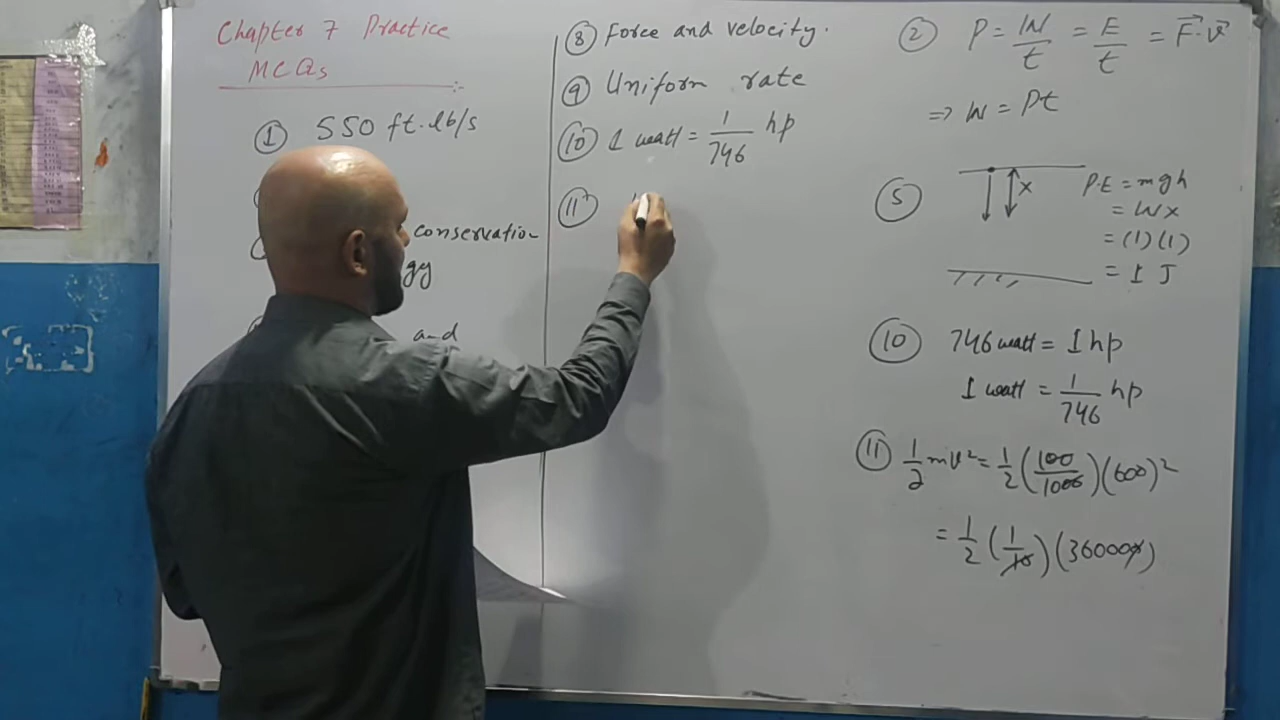 Chapter 7 Practice
MCQs
① 550 ft.lb/s
conservation
gy
and
⑧ Force and velocity.
⑨ Uniform rate
⑩ 1 watt = 1/746 hp
⑪
② P = W/t = E/t = F⃗·v⃗
⇒ W = Pt
⑤ x P.E = mgh
= Wx
= (1)(1)
= 1 J
⑩ 746 watt = 1 hp
1 watt = 1/746 hp
⑪ 1/2 mv² = 1/2 (100/1000)(600)²
= 1/2 (1/10)(360000)